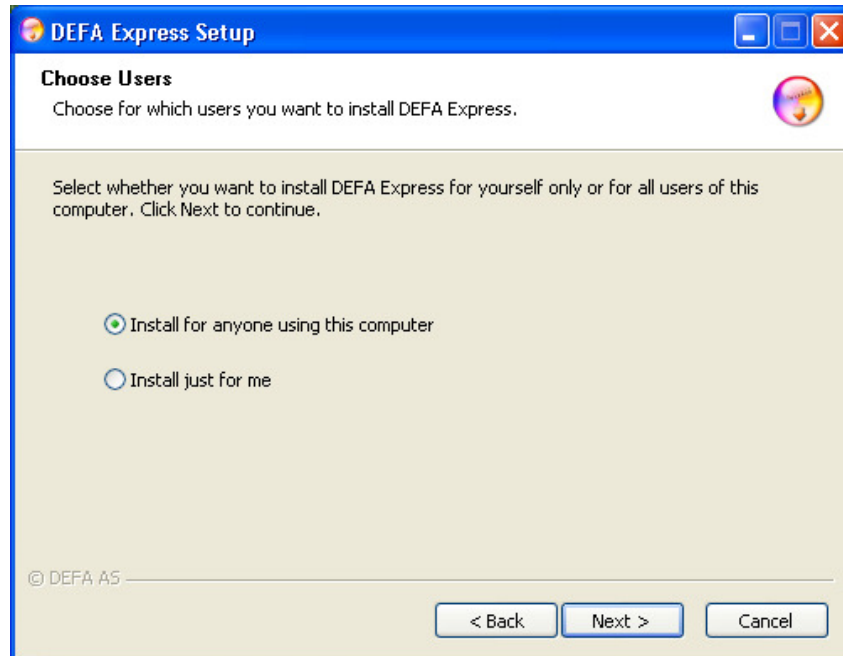 DEFA Express Setup
Choose Users
Choose for which users you want to install DEFA Express.
Select whether you want to install DEFA Express for yourself only or for all users of this
computer. Click Next to continue.
Install for anyone using this computer
Install just for me
© DEFA AS
< Back Next > Cancel